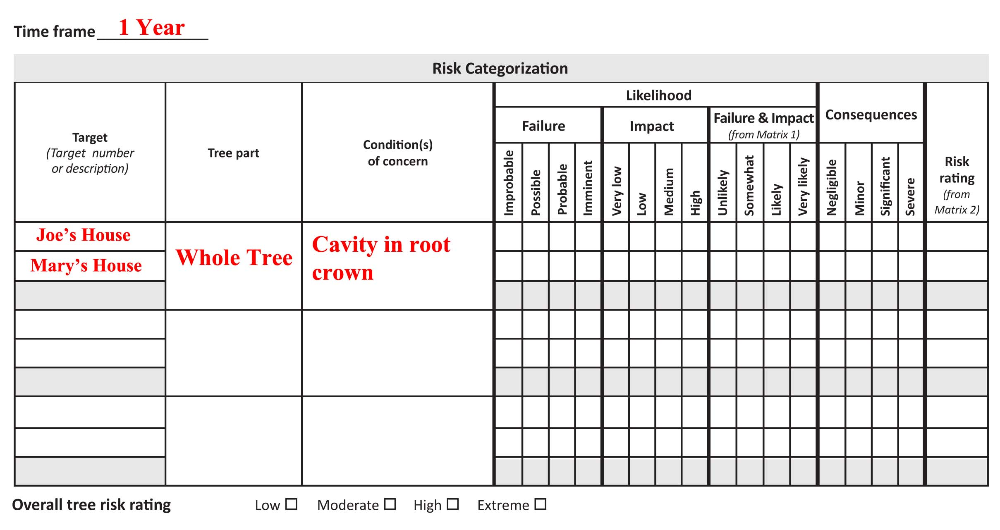 Time frame 1 Year
Risk Categorization
Likelihood
Failure
Impact
Failure & Impact
(from Matrix 1)
Consequences
Target
(Target number
or description)
Tree part
Condition(s)
of concern
Improbable
Possible
Probable
Imminent
Very low
Low
Medium
High
Unlikely
Somewhat
Likely
Very likely
Negligible
Minor
Significant
Severe
Risk
rating
(from
Matrix 2)
Joe’s House
Mary’s House
Whole Tree
Cavity in root
crown
Overall tree risk rating Low Moderate High Extreme